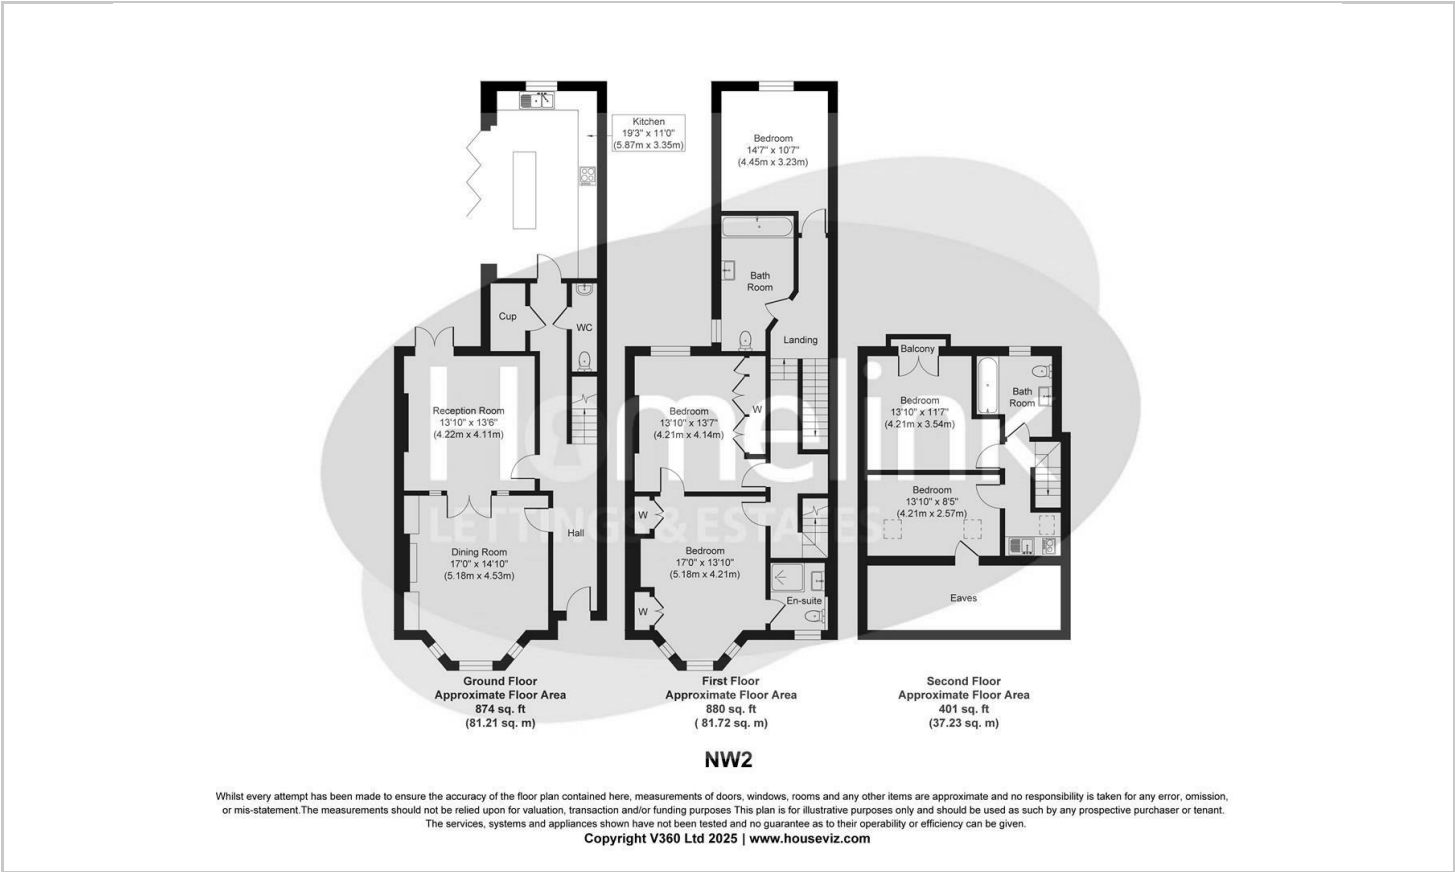 Kitchen
19'3" x 11'0"
(5.87m x 3.35m)
Cup
WC
Reception Room
13'10" x 13'6"
(4.22m x 4.11m)
Hall
Dining Room
17'0" x 14'10"
(5.18m x 4.53m)
Ground Floor
Approximate Floor Area
874 sq. ft
(81.21 sq. m)
Bedroom
14'7" x 10'7"
(4.45m x 3.23m)
Bath
Room
Landing
Bedroom
13'10" x 13'7"
(4.21m x 4.14m)
W
W
Bedroom
17'0" x 13'10"
(5.18m x 4.21m)
W
En-suite
First Floor
Approximate Floor Area
880 sq. ft
( 81.72 sq. m)
Balcony
Bedroom
13'10" x 11'7"
(4.21m x 3.54m)
Bath
Room
Bedroom
13'10" x 8'5"
(4.21m x 2.57m)
Eaves
Second Floor
Approximate Floor Area
401 sq. ft
(37.23 sq. m)
Homelink
LETTINGS & ESTATES
NW2
Whilst every attempt has been made to ensure the accuracy of the floor plan contained here, measurements of doors, windows, rooms and any other items are approximate and no responsibility is taken for any error, omission,
or mis-statement.The measurements should not be relied upon for valuation, transaction and/or funding purposes This plan is for illustrative purposes only and should be used as such by any prospective purchaser or tenant.
The services, systems and appliances shown have not been tested and no guarantee as to their operability or efficiency can be given.
Copyright V360 Ltd 2025 | www.houseviz.com